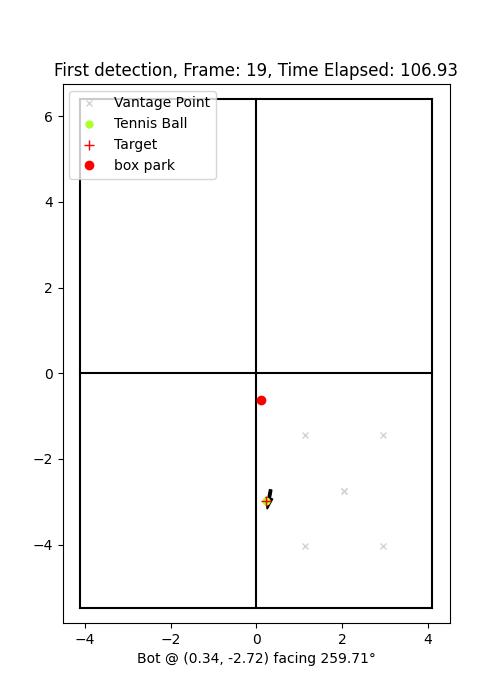 First detection, Frame: 19, Time Elapsed: 106.93
Vantage Point
Tennis Ball
Target
box park
6
4
2
0
−2
−4
−4
−2
0
2
4
Bot @ (0.34, -2.72) facing 259.71°